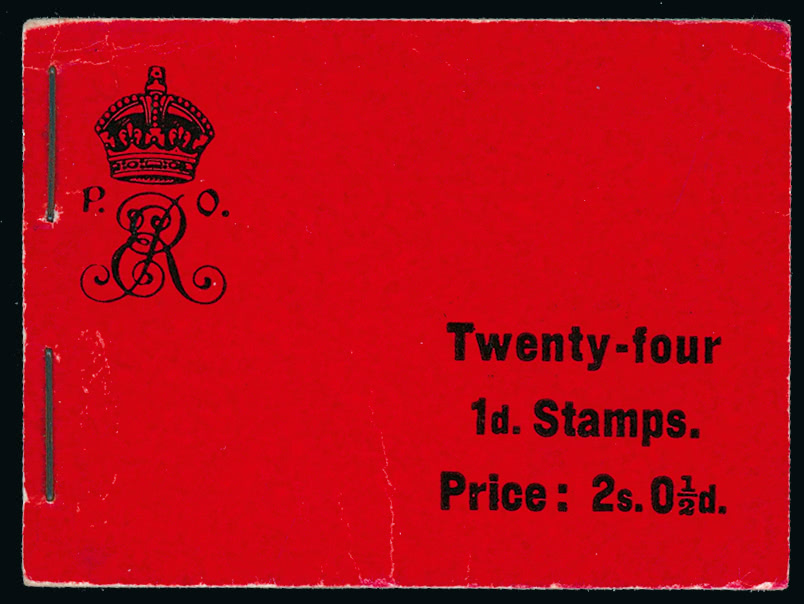 P. O.
ER
Twenty-four
1d. Stamps.
Price: 2s. 0½d.